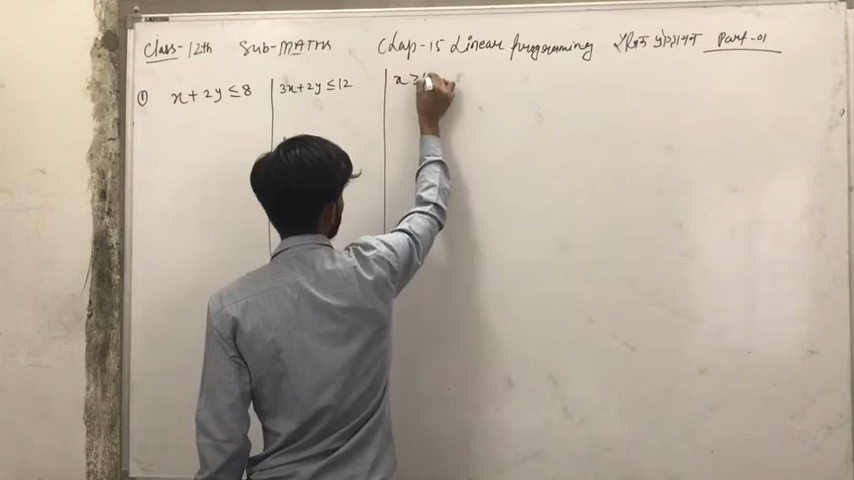 Class-12th Sub-MATHS Chap-15 Linear Programming रैखिक प्रोग्रामन Part-01
① x+2y≤8 3x+2y≤12 x≥